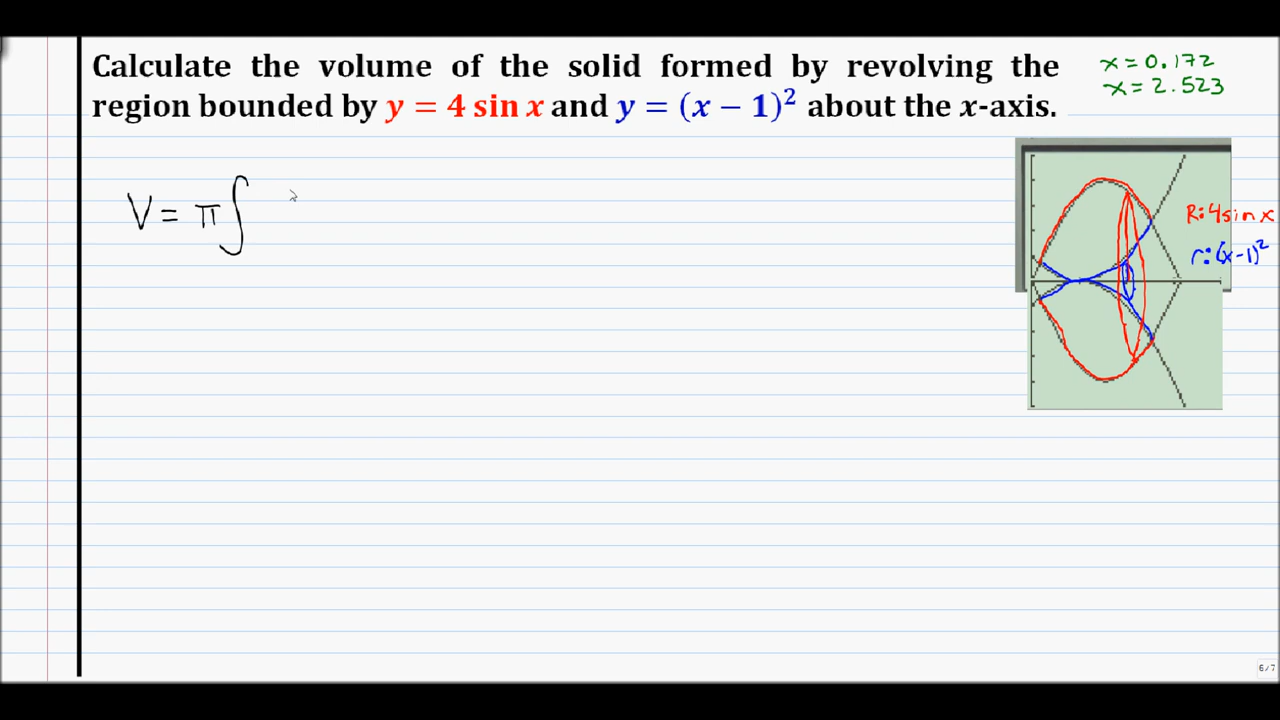 Calculate the volume of the solid formed by revolving the
region bounded by y = 4 sin x and y = (x − 1)² about the x-axis.
x = 0.172
x = 2.523
V = π∫
R: 4 sin x
r: (x-1)²
6/7